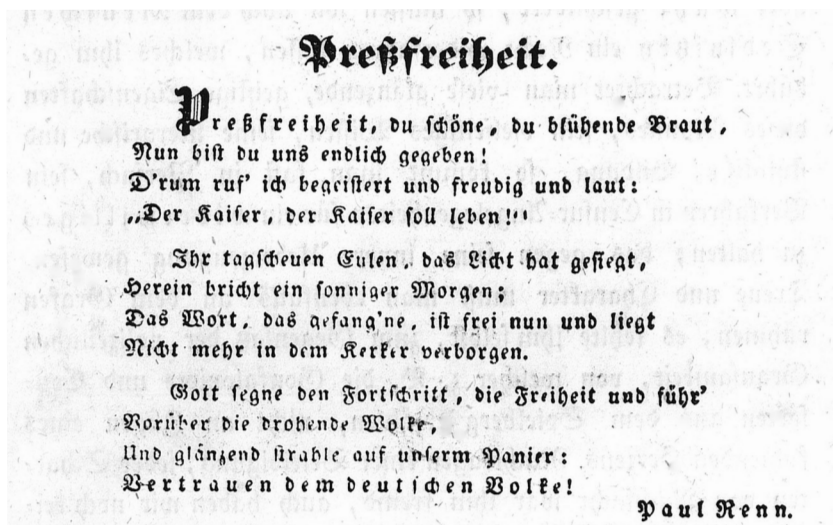 Preßfreiheit.
Preßfreiheit, du schöne, du blühende Braut,
Nun bist du uns endlich gegeben!
D'rum ruf' ich begeistert und freudig und laut:
„Der Kaiser, der Kaiser soll leben!!"
Ihr tagscheuen Eulen, das Licht hat gesiegt,
Herein bricht ein sonniger Morgen;
Das Wort, das gefang'ne, ist frei nun und liegt
Nicht mehr in dem Kerker verborgen.
Gott segne den Fortschritt, die Freiheit und führ'
Vorüber die drohende Wolke,
Und glänzend strahle auf unserm Panier:
Vertrau'n dem deutschen Volke!
Paul Renn.